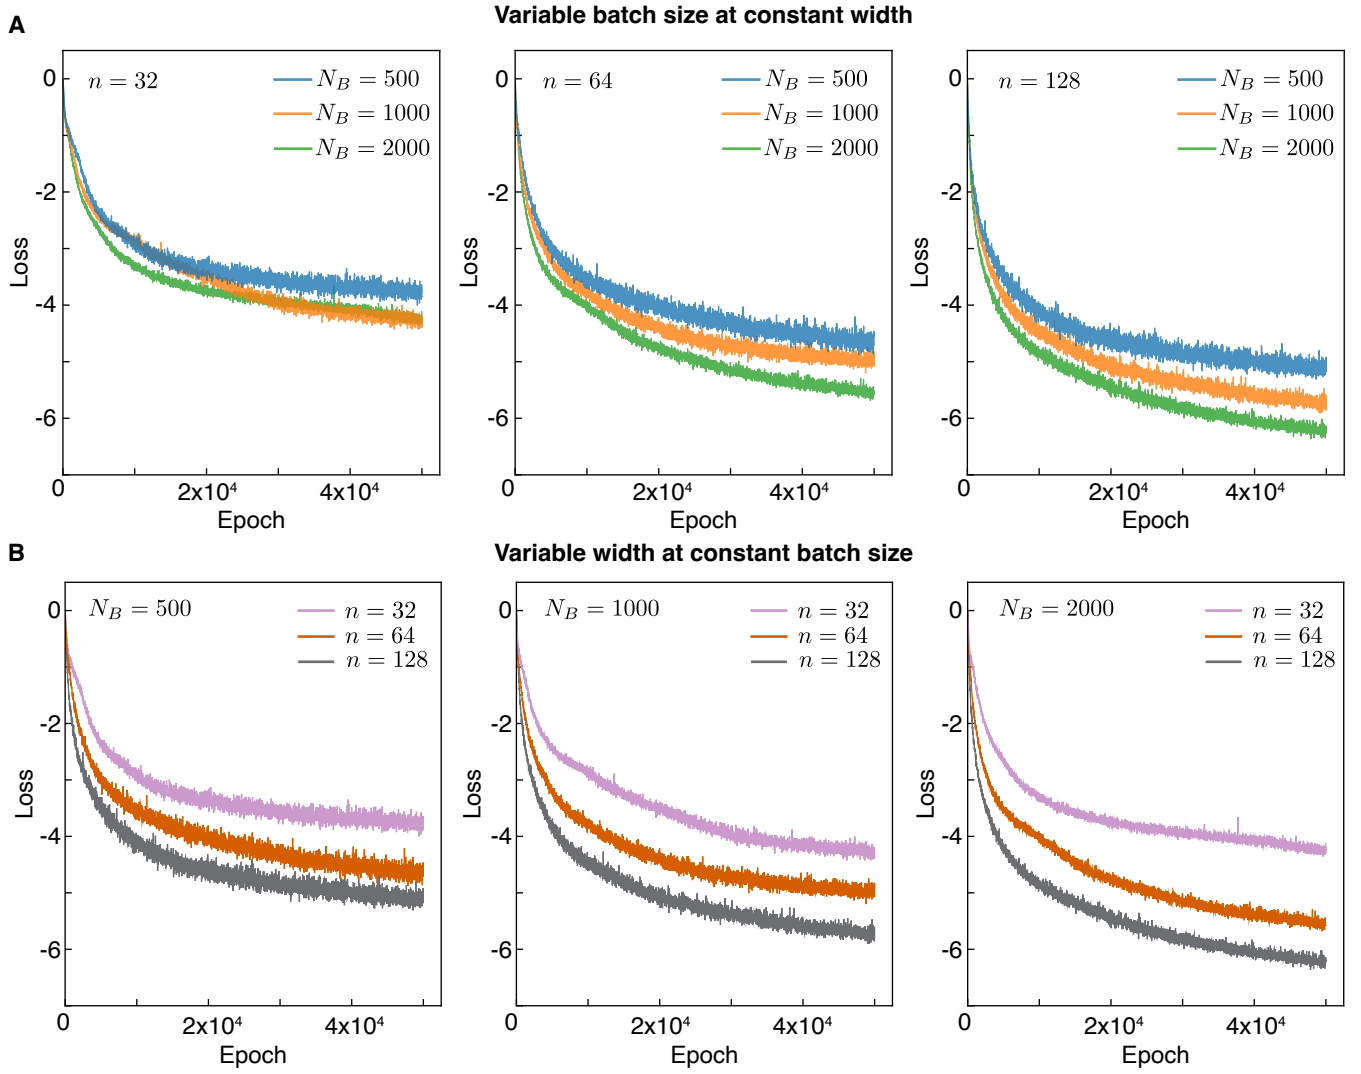 A
Variable batch size at constant width
n = 32
N_B = 500
N_B = 1000
N_B = 2000
0
-2
-4
-6
Loss
0
2x10⁴
4x10⁴
Epoch
n = 64
N_B = 500
N_B = 1000
N_B = 2000
0
-2
-4
-6
Loss
0
2x10⁴
4x10⁴
Epoch
n = 128
N_B = 500
N_B = 1000
N_B = 2000
0
-2
-4
-6
Loss
0
2x10⁴
4x10⁴
Epoch
B
Variable width at constant batch size
N_B = 500
n = 32
n = 64
n = 128
0
-2
-4
-6
Loss
0
2x10⁴
4x10⁴
Epoch
N_B = 1000
n = 32
n = 64
n = 128
0
-2
-4
-6
Loss
0
2x10⁴
4x10⁴
Epoch
N_B = 2000
n = 32
n = 64
n = 128
0
-2
-4
-6
Loss
0
2x10⁴
4x10⁴
Epoch